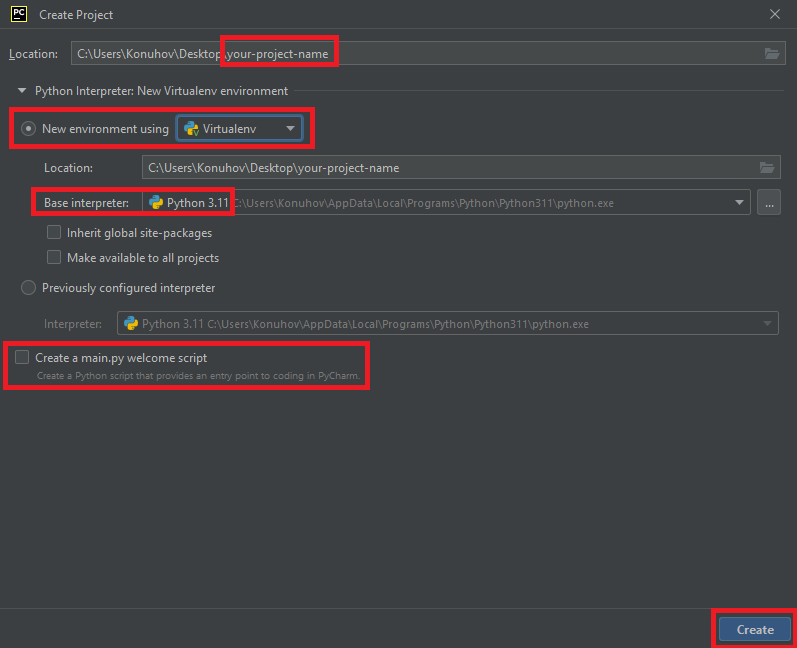 PC Create Project
Location: C:\Users\Konuhov\Desktop\your-project-name
Python Interpreter: New Virtualenv environment
New environment using Virtualenv
Location: C:\Users\Konuhov\Desktop\your-project-name
Base interpreter: Python 3.11 C:\Users\Konuhov\AppData\Local\Programs\Python\Python311\python.exe ...
Inherit global site-packages
Make available to all projects
Previously configured interpreter
Interpreter: Python 3.11 C:\Users\Konuhov\AppData\Local\Programs\Python\Python311\python.exe
Create a main.py welcome script
Create a Python script that provides an entry point to coding in PyCharm.
Create